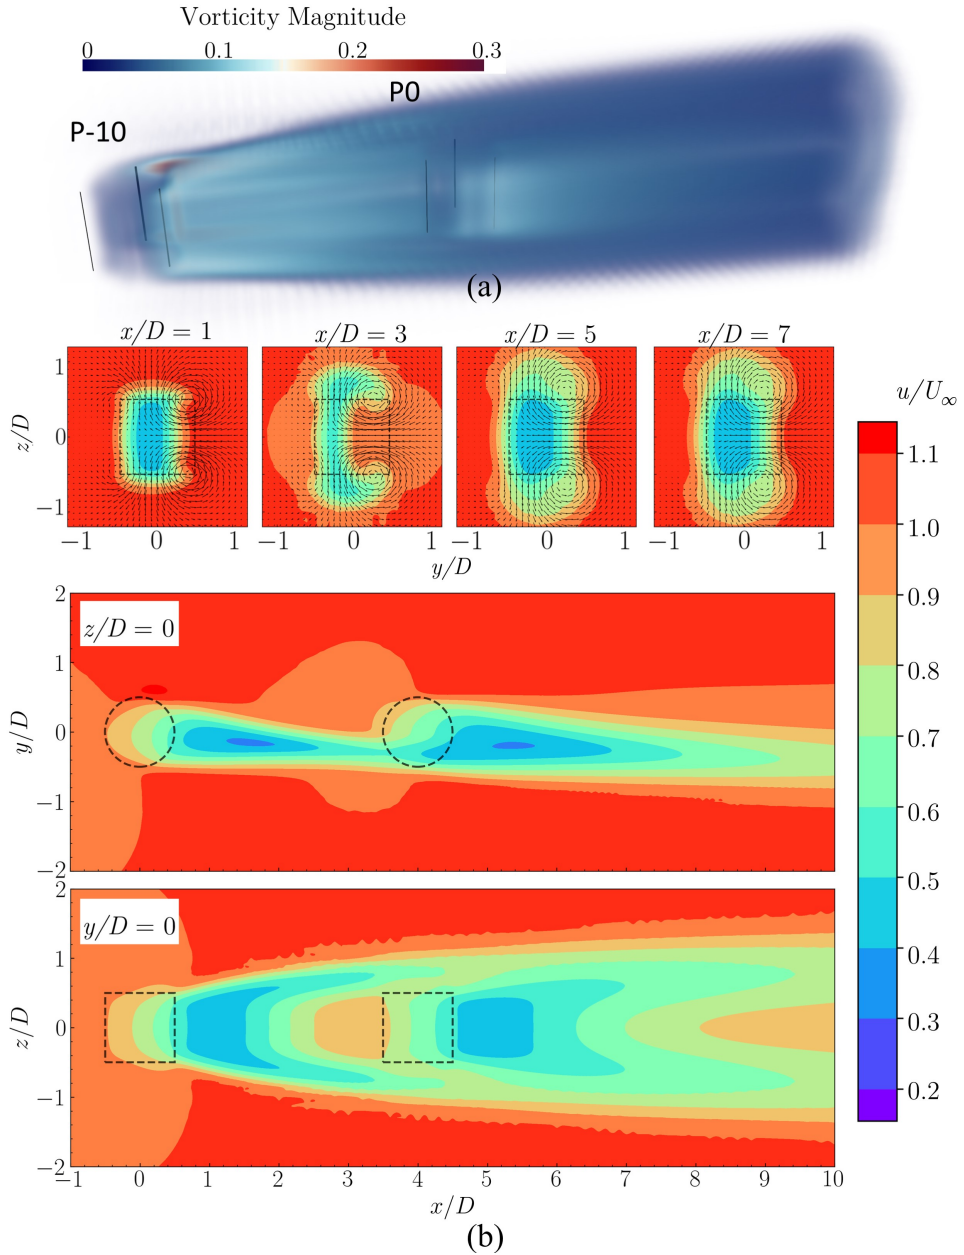 Vorticity Magnitude
0 0.1 0.2 0.3
P0
P-10
(a)
x/D = 1 x/D = 3 x/D = 5 x/D = 7
u/U∞
1
0
−1
z/D
−1 0 1 −1 0 1 −1 0 1 −1 0 1
y/D
1.1
1.0
0.9
0.8
0.7
0.6
0.5
0.4
0.3
0.2
z/D = 0
2
1
0
−1
−2
y/D
y/D = 0
2
1
0
−1
−2
z/D
−1 0 1 2 3 4 5 6 7 8 9 10
x/D
(b)